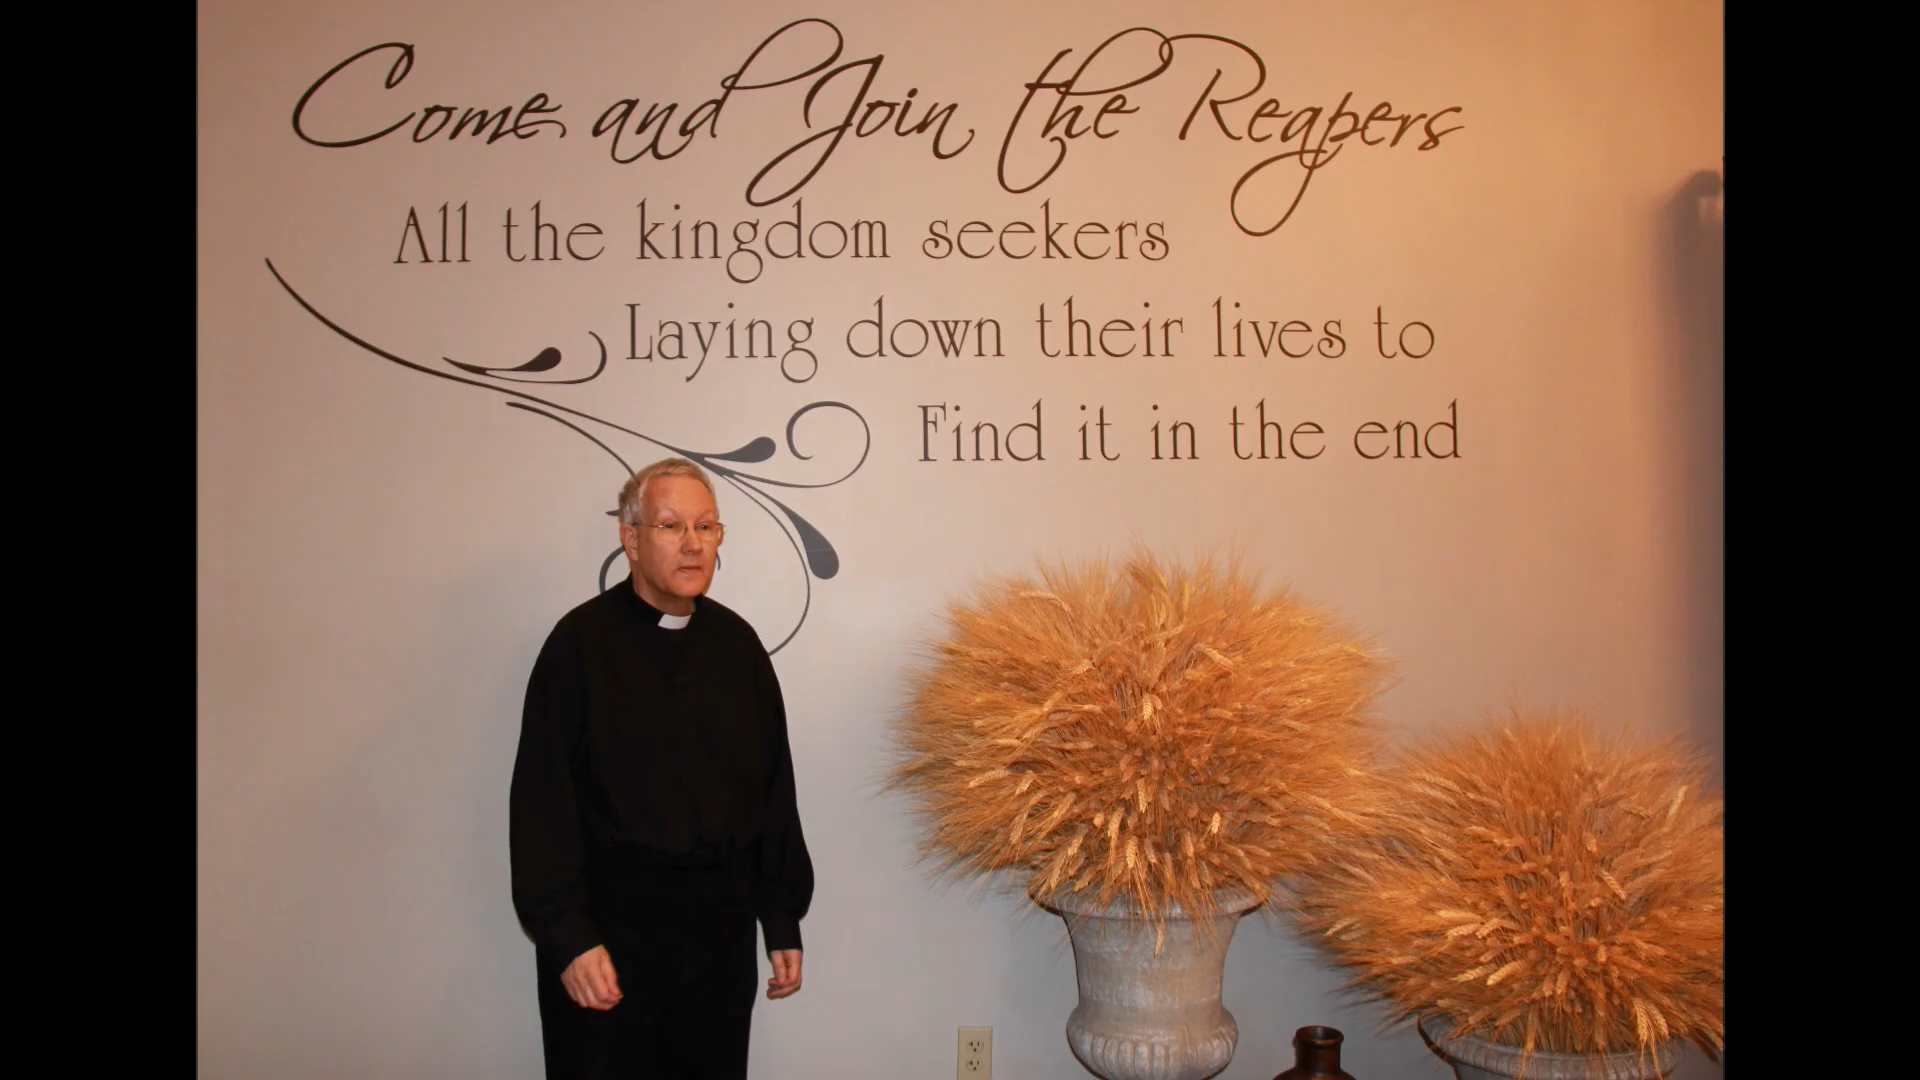 Come and Join the Reapers
All the kingdom seekers
Laying down their lives to
Find it in the end